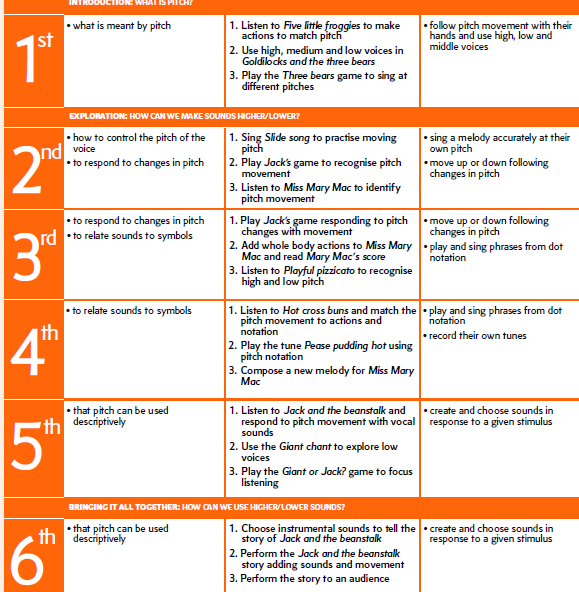 INTRODUCTION: WHAT IS PITCH?
1st
• what is meant by pitch
1. Listen to Five little froggies to make
actions to match pitch
2. Use high, medium and low voices in
Goldilocks and the three bears
3. Play the Three bears game to sing at
different pitches
• follow pitch movement with their
hands and use high, low and
middle voices
EXPLORATION: HOW CAN WE MAKE SOUNDS HIGHER/LOWER?
2nd
• how to control the pitch of the
voice
• to respond to changes in pitch
1. Sing Slide song to practise moving
pitch
2. Play Jack's game to recognise pitch
movement
3. Listen to Miss Mary Mac to identify
pitch movement
• sing a melody accurately at their
own pitch
• move up or down following
changes in pitch
3rd
• to respond to changes in pitch
• to relate sounds to symbols
1. Play Jack's game responding to pitch
changes with movement
2. Add whole body actions to Miss Mary
Mac and read Mary Mac's score
3. Listen to Playful pizzicato to recognise
high and low pitch
• move up or down following
changes in pitch
• play and sing phrases from dot
notation
4th
• to relate sounds to symbols
1. Listen to Hot cross buns and match the
pitch movement to actions and
notation
2. Play the tune Pease pudding hot using
pitch notation
3. Compose a new melody for Miss Mary
Mac
• play and sing phrases from dot
notation
• record their own tunes
5th
• that pitch can be used
descriptively
1. Listen to Jack and the beanstalk and
respond to pitch movement with vocal
sounds
2. Use the Giant chant to explore low
voices
3. Play the Giant or Jack? game to focus
listening
• create and choose sounds in
response to a given stimulus
BRINGING IT ALL TOGETHER: HOW CAN WE USE HIGHER/LOWER SOUNDS?
6th
• that pitch can be used
descriptively
1. Choose instrumental sounds to tell the
story of Jack and the beanstalk
2. Perform the Jack and the beanstalk
story adding sounds and movement
3. Perform the story to an audience
• create and choose sounds in
response to a given stimulus